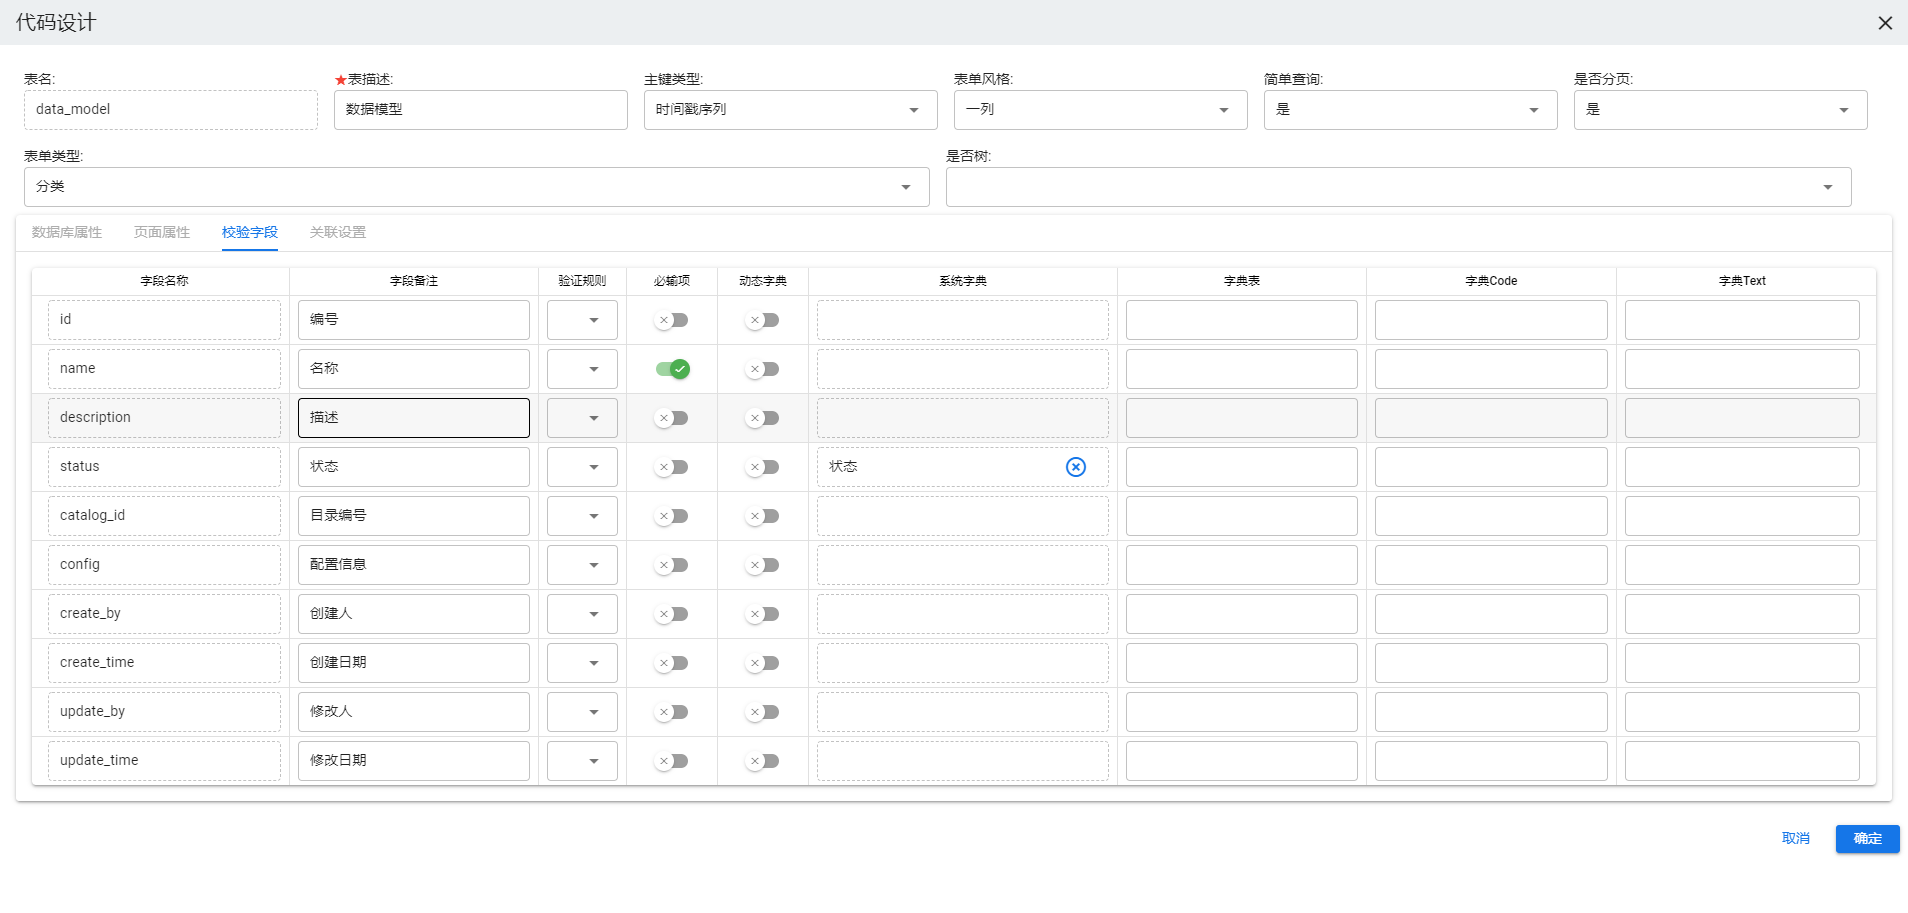 代码设计
表名: ★表描述: 主键类型: 表单风格: 简单查询: 是否分页:
data_model 数据模型 时间戳序列 一列 是 是
表单类型: 是否树:
分类
数据库属性 页面属性 校验字段 关联设置
字段名称 字段备注 验证规则 必输项 动态字典 系统字典 字典表 字典Code 字典Text
id 编号
name 名称
description 描述
status 状态 状态
catalog_id 目录编号
config 配置信息
create_by 创建人
create_time 创建日期
update_by 修改人
update_time 修改日期
取消 确定